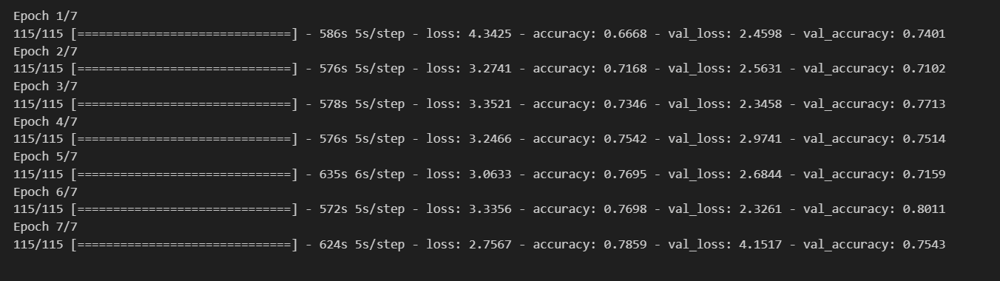 Epoch 1/7
115/115 [==============================] - 586s 5s/step - loss: 4.3425 - accuracy: 0.6668 - val_loss: 2.4598 - val_accuracy: 0.7401
Epoch 2/7
115/115 [==============================] - 576s 5s/step - loss: 3.2741 - accuracy: 0.7168 - val_loss: 2.5631 - val_accuracy: 0.7102
Epoch 3/7
115/115 [==============================] - 578s 5s/step - loss: 3.3521 - accuracy: 0.7346 - val_loss: 2.3458 - val_accuracy: 0.7713
Epoch 4/7
115/115 [==============================] - 576s 5s/step - loss: 3.2466 - accuracy: 0.7542 - val_loss: 2.9741 - val_accuracy: 0.7514
Epoch 5/7
115/115 [==============================] - 635s 6s/step - loss: 3.0633 - accuracy: 0.7695 - val_loss: 2.6844 - val_accuracy: 0.7159
Epoch 6/7
115/115 [==============================] - 572s 5s/step - loss: 3.3356 - accuracy: 0.7698 - val_loss: 2.3261 - val_accuracy: 0.8011
Epoch 7/7
115/115 [==============================] - 624s 5s/step - loss: 2.7567 - accuracy: 0.7859 - val_loss: 4.1517 - val_accuracy: 0.7543